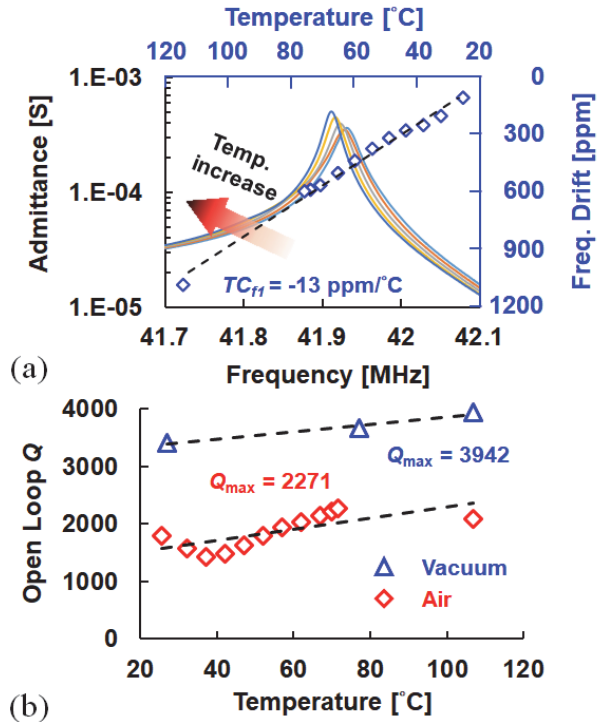 Temperature [˚C]
120 100 80 60 40 20
1.E-03
1.E-04
1.E-05
Admittance [S]
0
300
600
900
1200
Freq. Drift [ppm]
Temp.
increase
TCf1 = -13 ppm/˚C
41.7 41.8 41.9 42 42.1
Frequency [MHz]
(a)
4000
3000
2000
1000
0
Open Loop Q
Qmax = 2271
Qmax = 3942
Vacuum
Air
20 40 60 80 100 120
Temperature [˚C]
(b)